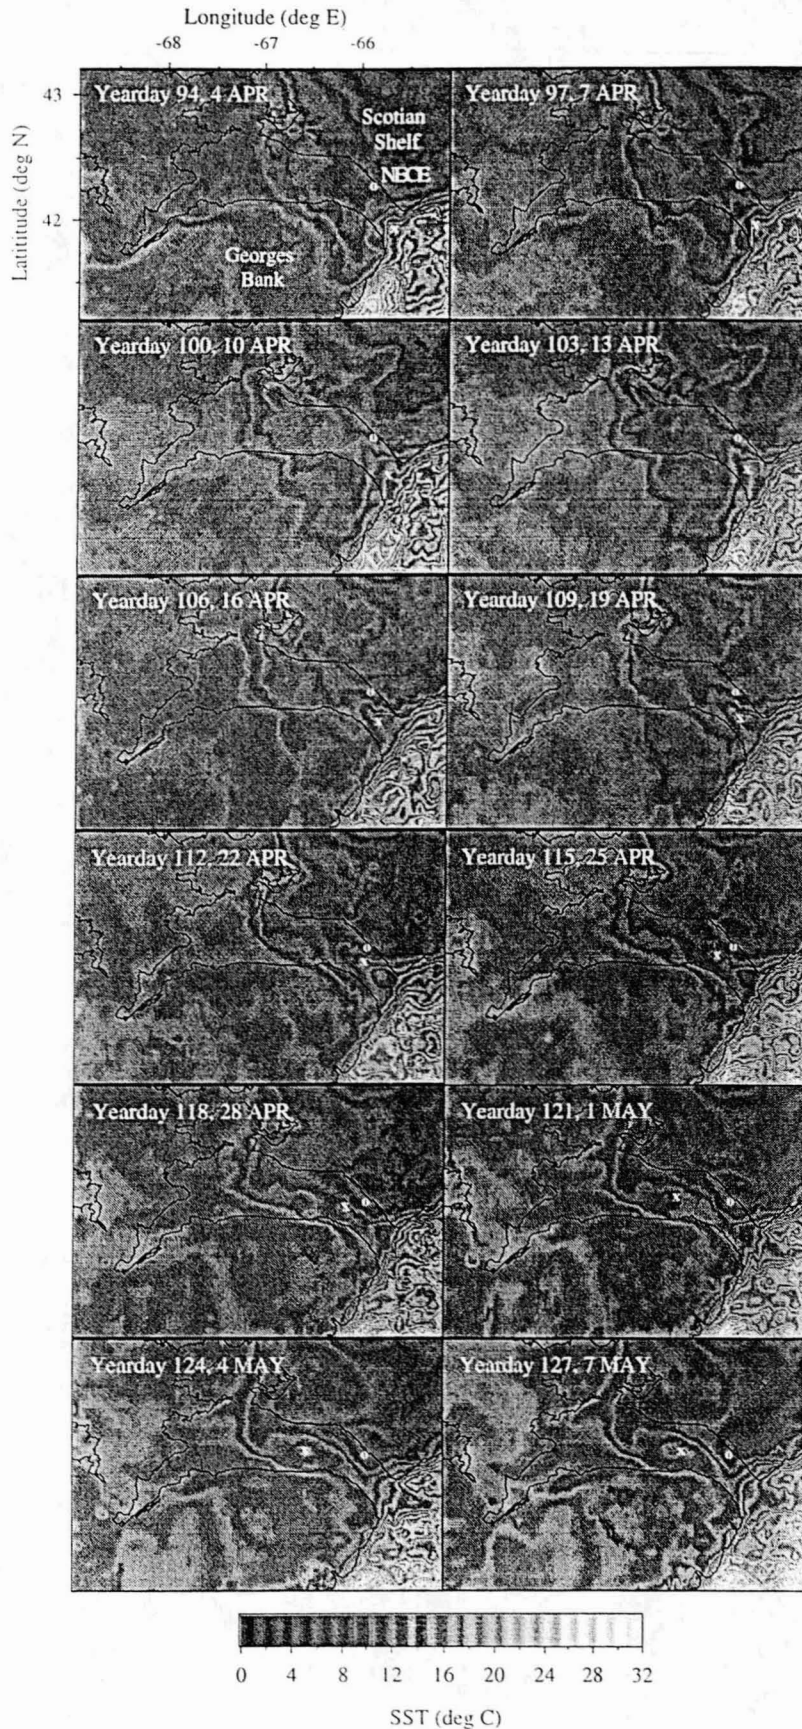 Longitude (deg E)
-68 -67 -66
Latititude (deg N)
43
42
Yearday 94, 4 APR
Scotian
Shelf
NECE
o
x
Georges
Bank
Yearday 97, 7 APR
o
x
Yearday 100, 10 APR
o
x
Yearday 103, 13 APR
o
x
Yearday 106, 16 APR
o
x
Yearday 109, 19 APR
o
x
Yearday 112, 22 APR
o
x
Yearday 115, 25 APR
o
x
Yearday 118, 28 APR
x o
Yearday 121, 1 MAY
x o
Yearday 124, 4 MAY
x o
Yearday 127, 7 MAY
x o
0 4 8 10 12 16 20 24 28 32
SST (deg C)